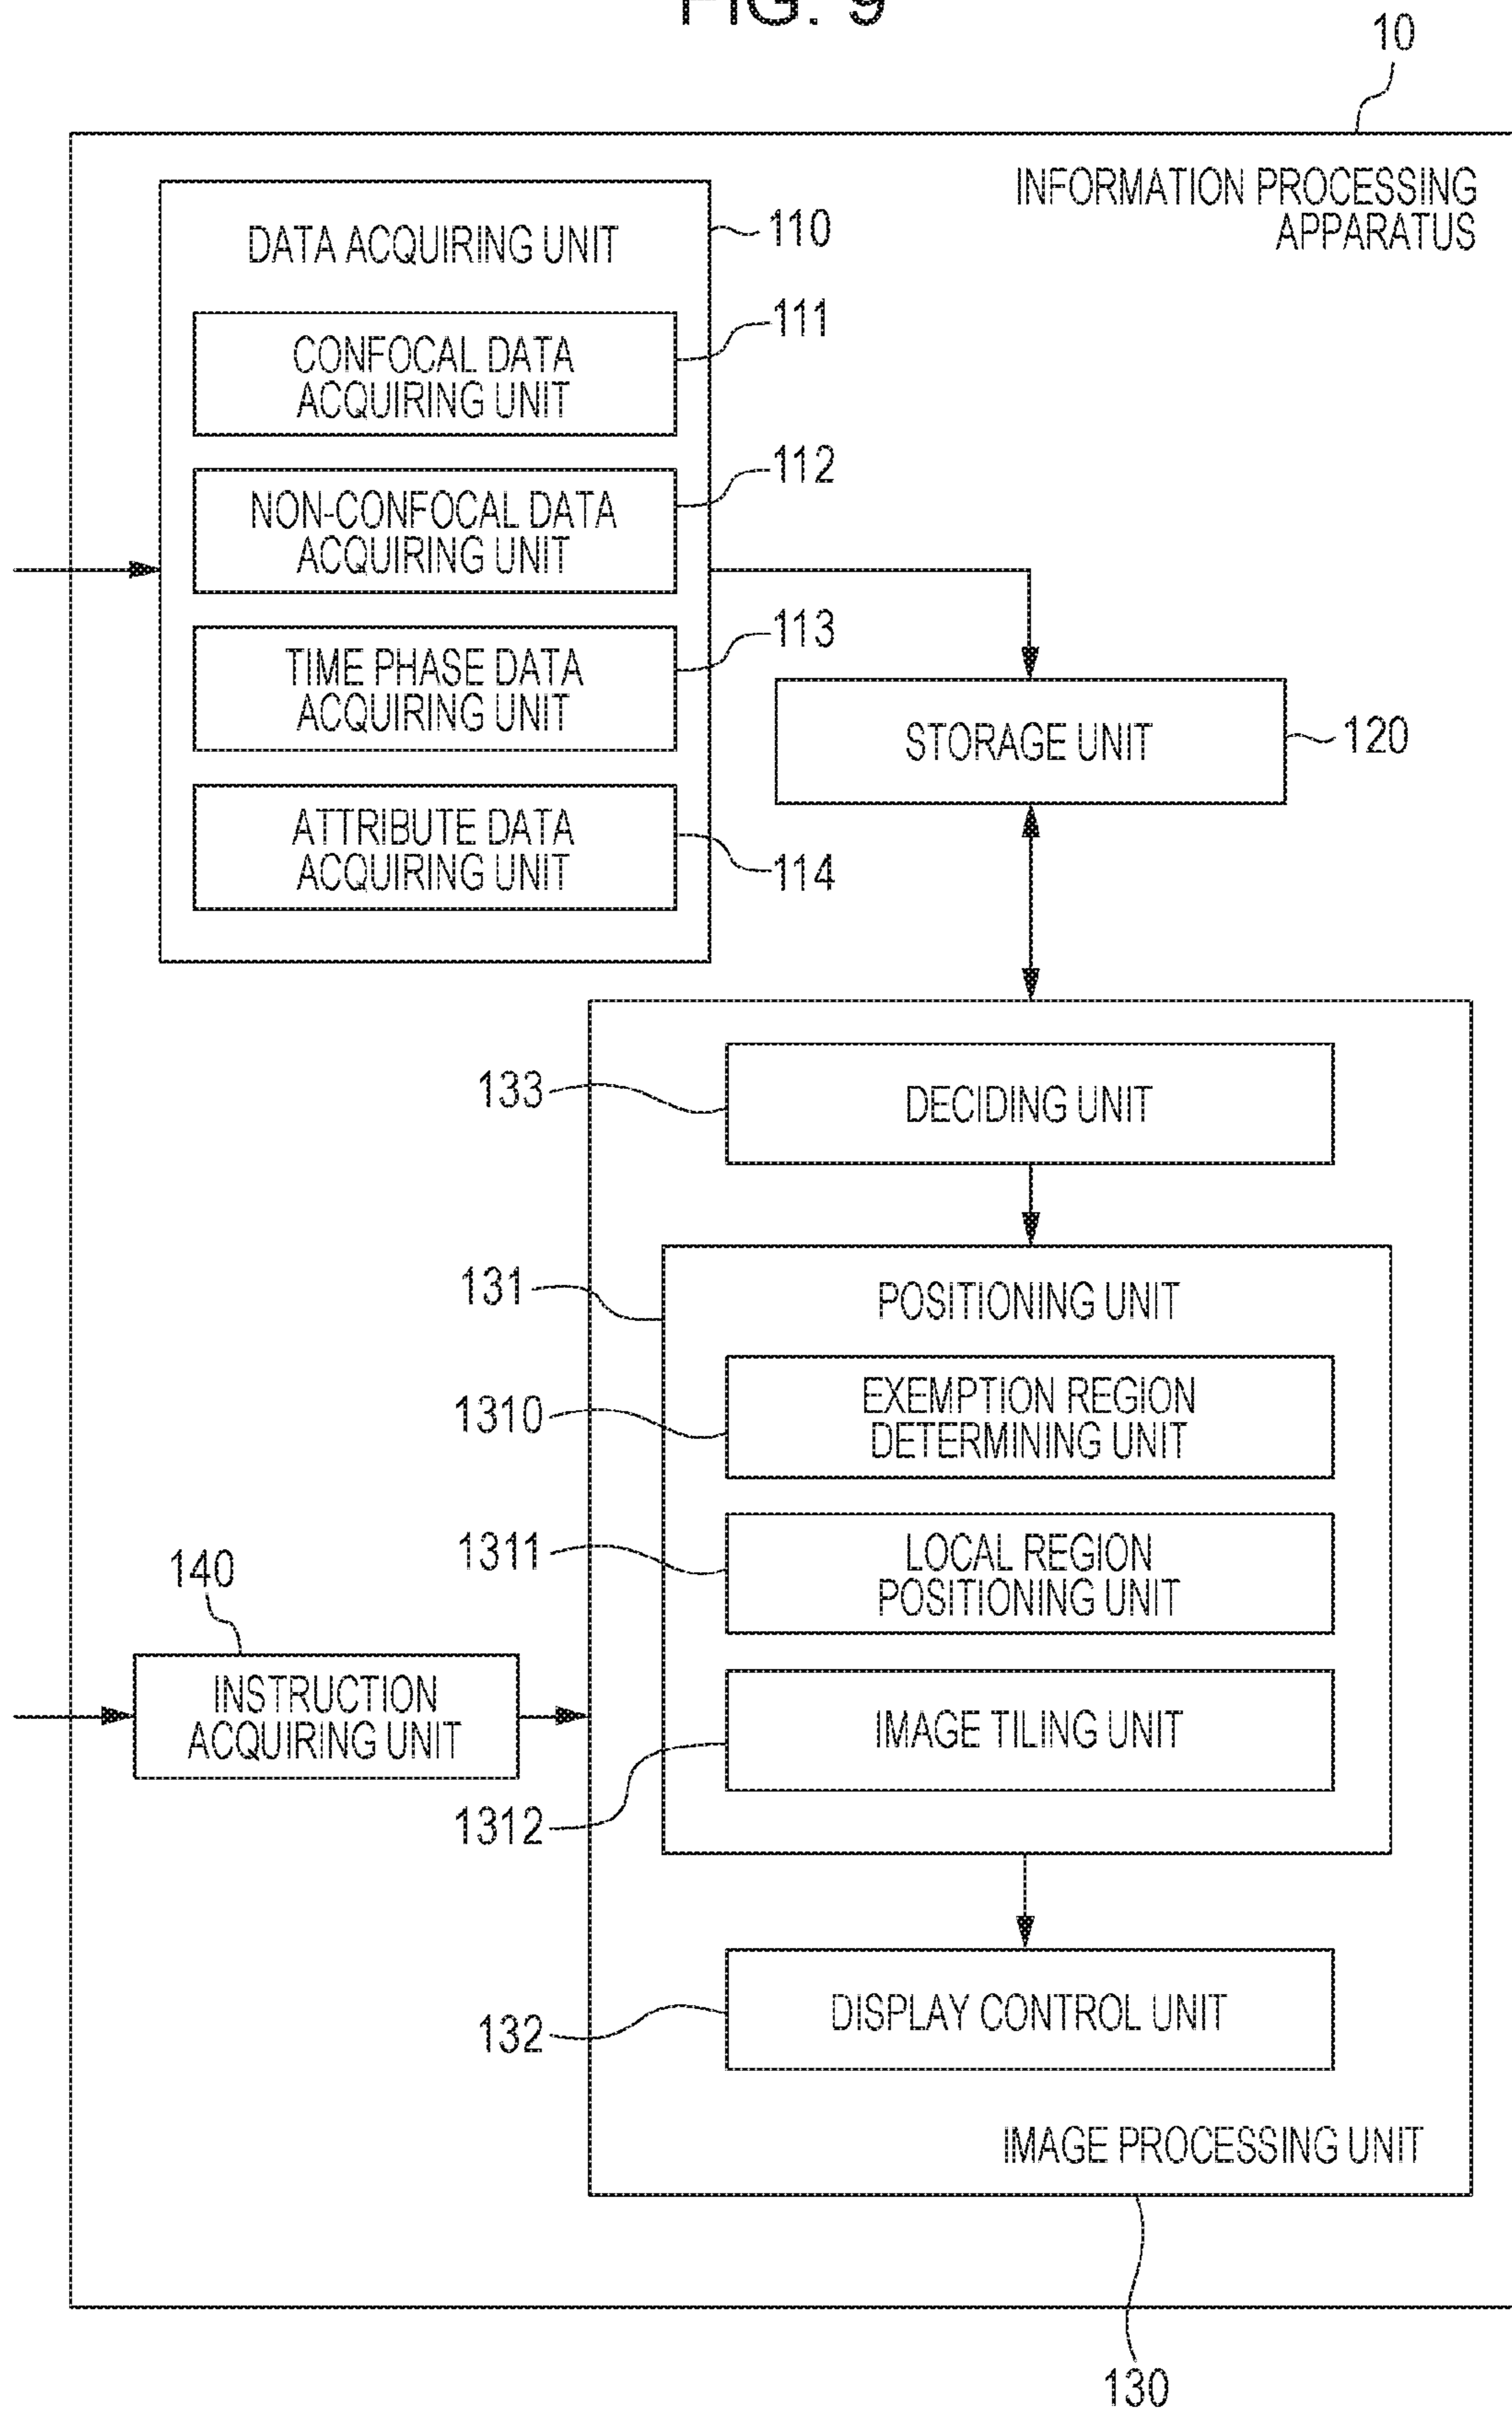 FIG. 9
10
INFORMATION PROCESSING
APPARATUS
DATA ACQUIRING UNIT
110
CONFOCAL DATA
ACQUIRING UNIT
111
NON-CONFOCAL DATA
ACQUIRING UNIT
112
TIME PHASE DATA
ACQUIRING UNIT
113
ATTRIBUTE DATA
ACQUIRING UNIT
114
STORAGE UNIT
120
133
DECIDING UNIT
131
POSITIONING UNIT
1310
EXEMPTION REGION
DETERMINING UNIT
1311
LOCAL REGION
POSITIONING UNIT
140
INSTRUCTION
ACQUIRING UNIT
IMAGE TILING UNIT
1312
132
DISPLAY CONTROL UNIT
IMAGE PROCESSING UNIT
130